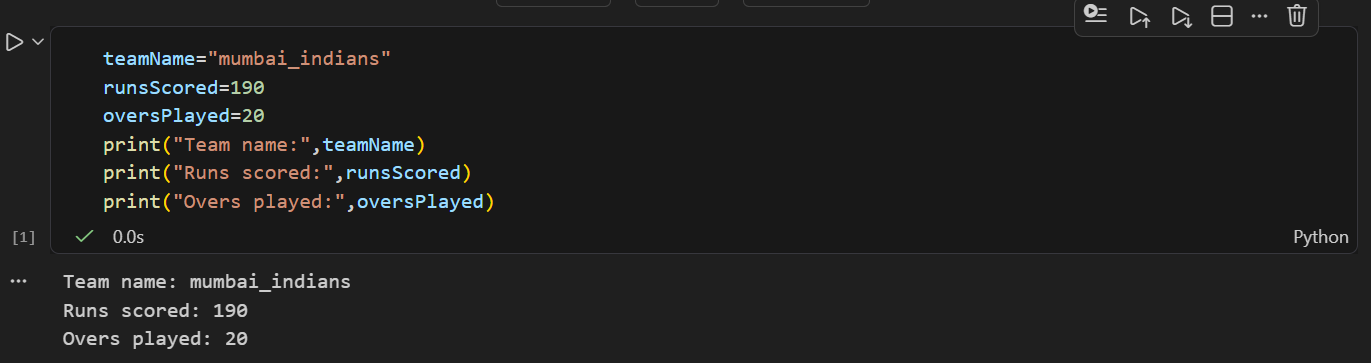 teamName="mumbai_indians"
runsScored=190
oversPlayed=20
print("Team name:",teamName)
print("Runs scored:",runsScored)
print("Overs played:",oversPlayed)
[1]
0.0s
Python
Team name: mumbai_indians
Runs scored: 190
Overs played: 20